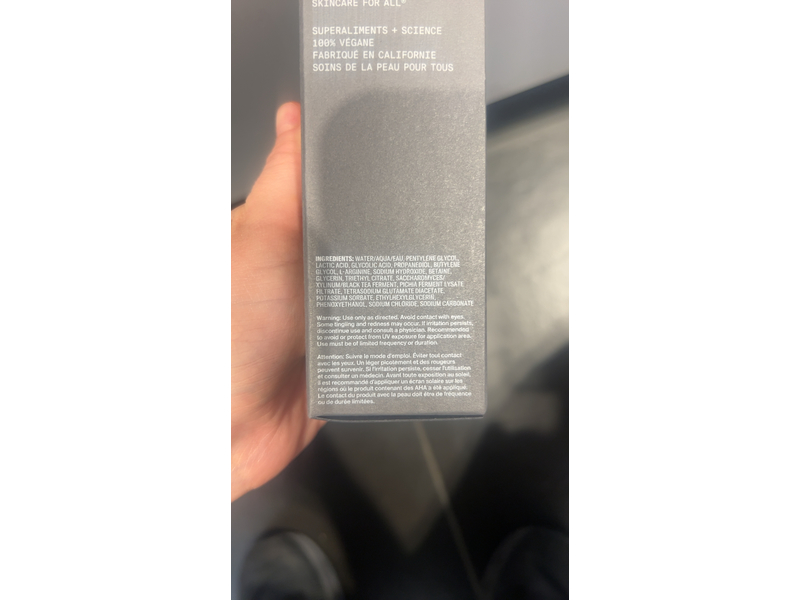 SKINCARE FOR ALL®
SUPERALIMENTS + SCIENCE
100% VÉGANE
FABRIQUÉ EN CALIFORNIE
SOINS DE LA PEAU POUR TOUS
INGREDIENTS: WATER/AQUA/EAU, PENTYLENE GLYCOL,
LACTIC ACID, GLYCOLIC ACID, PROPANEDIOL, BUTYLENE
GLYCOL, L-ARGININE, SODIUM HYDROXIDE, BETAINE,
GLYCERIN, TRIETHYL CITRATE, SACCHAROMYCES/
XYLINUM/BLACK TEA FERMENT, PICHIA FERMENT LYSATE
FILTRATE, TETRASODIUM GLUTAMATE DIACETATE,
POTASSIUM SORBATE, ETHYLHEXYLGLYCERIN,
PHENOXYETHANOL, SODIUM CHLORIDE, SODIUM CARBONATE
Warning: Use only as directed. Avoid contact with eyes.
Some tingling and redness may occur. If irritation persists,
discontinue use and consult a physician. Recommended
to avoid or protect from UV exposure for application area.
Use must be of limited frequency or duration.
Attention: Suivre le mode d'emploi. Éviter tout contact
avec les yeux. Un léger picotement et des rougeurs
peuvent survenir. Si l'irritation persiste, cesser l'utilisation
et consulter un médecin. Avant toute exposition au soleil,
il est recommandé d'appliquer un écran solaire sur les
régions où le produit contenant des AHA a été appliqué.
Le contact du produit avec la peau doit être de fréquence
ou de durée limitées.